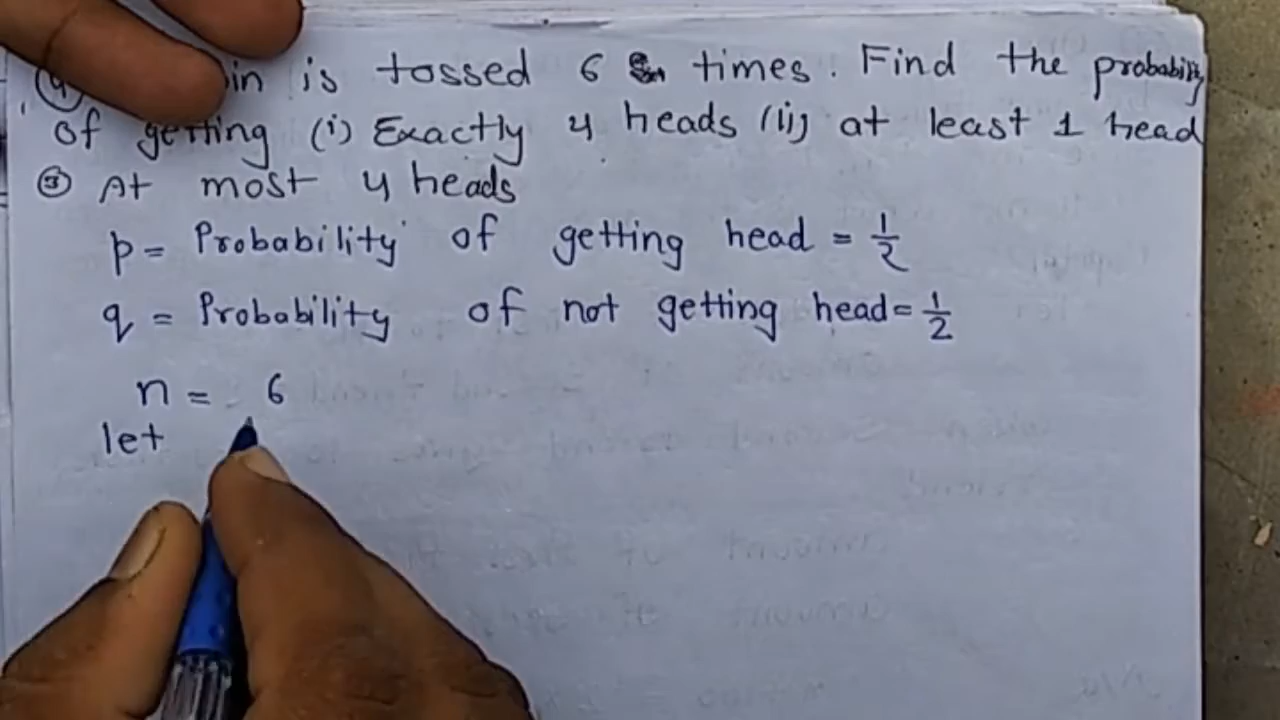 in is tossed 6 times. Find the probability
of getting (i) Exactly 4 heads (ii) at least 1 head
③ At most 4 heads
p = Probability of getting head = 1/2
q = Probability of not getting head = 1/2
n = 6
let